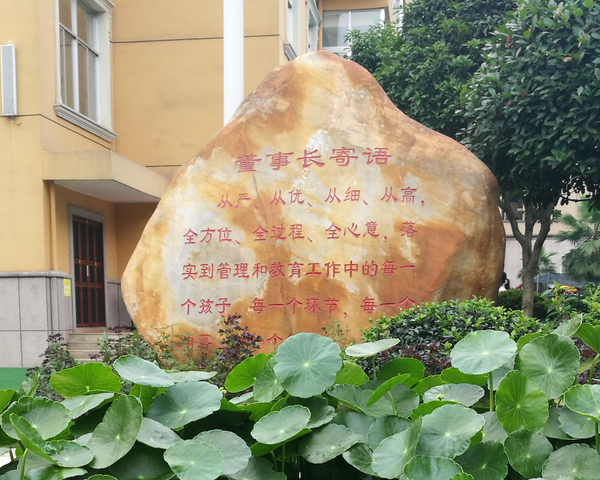 董事长寄语
从严、从优、从细、从高，
全方位、全过程、全心意，落
实到管理和教育工作中的每一
个孩子，每一个环节，每一个
落 个